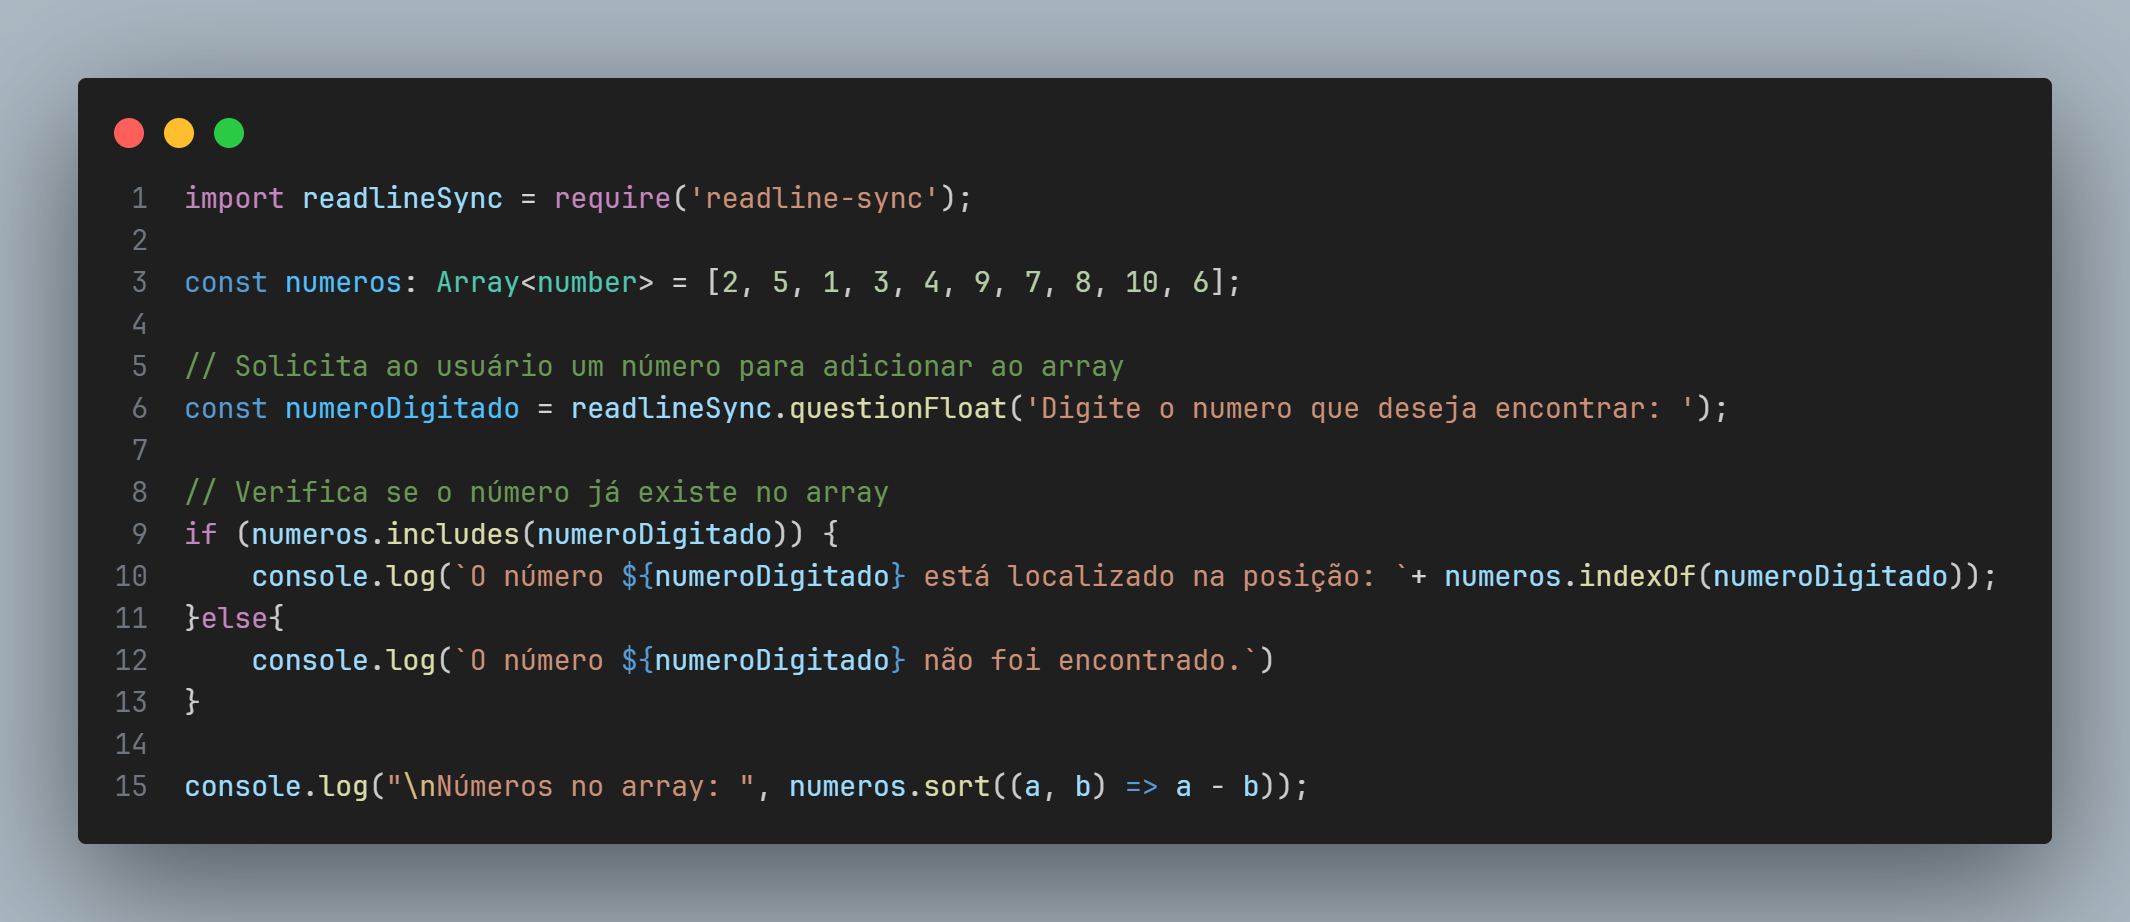 1 import readlineSync = require('readline-sync');
2
3 const numeros: Array<number> = [2, 5, 1, 3, 4, 9, 7, 8, 10, 6];
4
5 // Solicita ao usuário um número para adicionar ao array
6 const numeroDigitado = readlineSync.questionFloat('Digite o numero que deseja encontrar: ');
7
8 // Verifica se o número já existe no array
9 if (numeros.includes(numeroDigitado)) {
10     console.log(`O número ${numeroDigitado} está localizado na posição: `+ numeros.indexOf(numeroDigitado));
11 }else{
12     console.log(`O número ${numeroDigitado} não foi encontrado.`)
13 }
14
15 console.log("\nNúmeros no array: ", numeros.sort((a, b) => a - b));